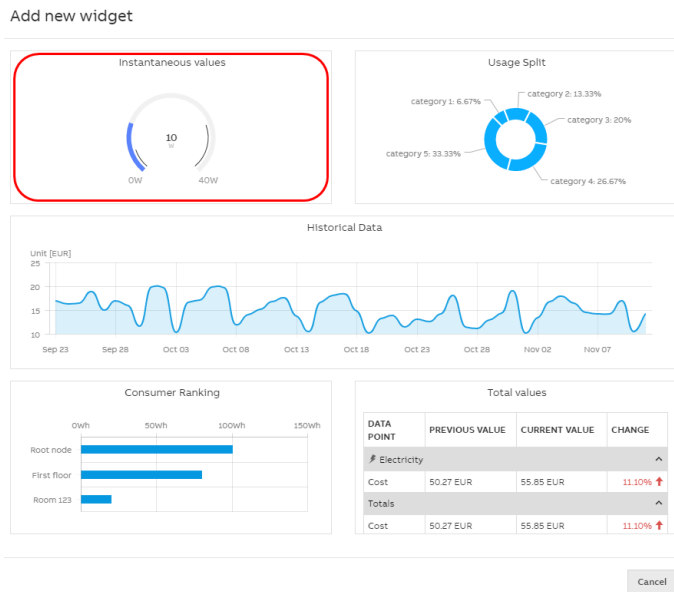 Add new widget
Instantaneous values
10
W
0W
40W
Usage Split
category 1: 6.67%
category 2: 13.33%
category 3: 20%
category 5: 33.33%
category 4: 26.67%
Historical Data
Unit [EUR]
25
20
15
10
Sep 23 Sep 28 Oct 03 Oct 08 Oct 13 Oct 18 Oct 23 Oct 28 Nov 02 Nov 07
Consumer Ranking
0Wh 50Wh 100Wh 150Wh
Root node
First floor
Room 123
Total values
DATA POINT PREVIOUS VALUE CURRENT VALUE CHANGE
Electricity
Cost 50.27 EUR 55.85 EUR 11.10%
Totals
Cost 50.27 EUR 55.85 EUR 11.10%
Cancel